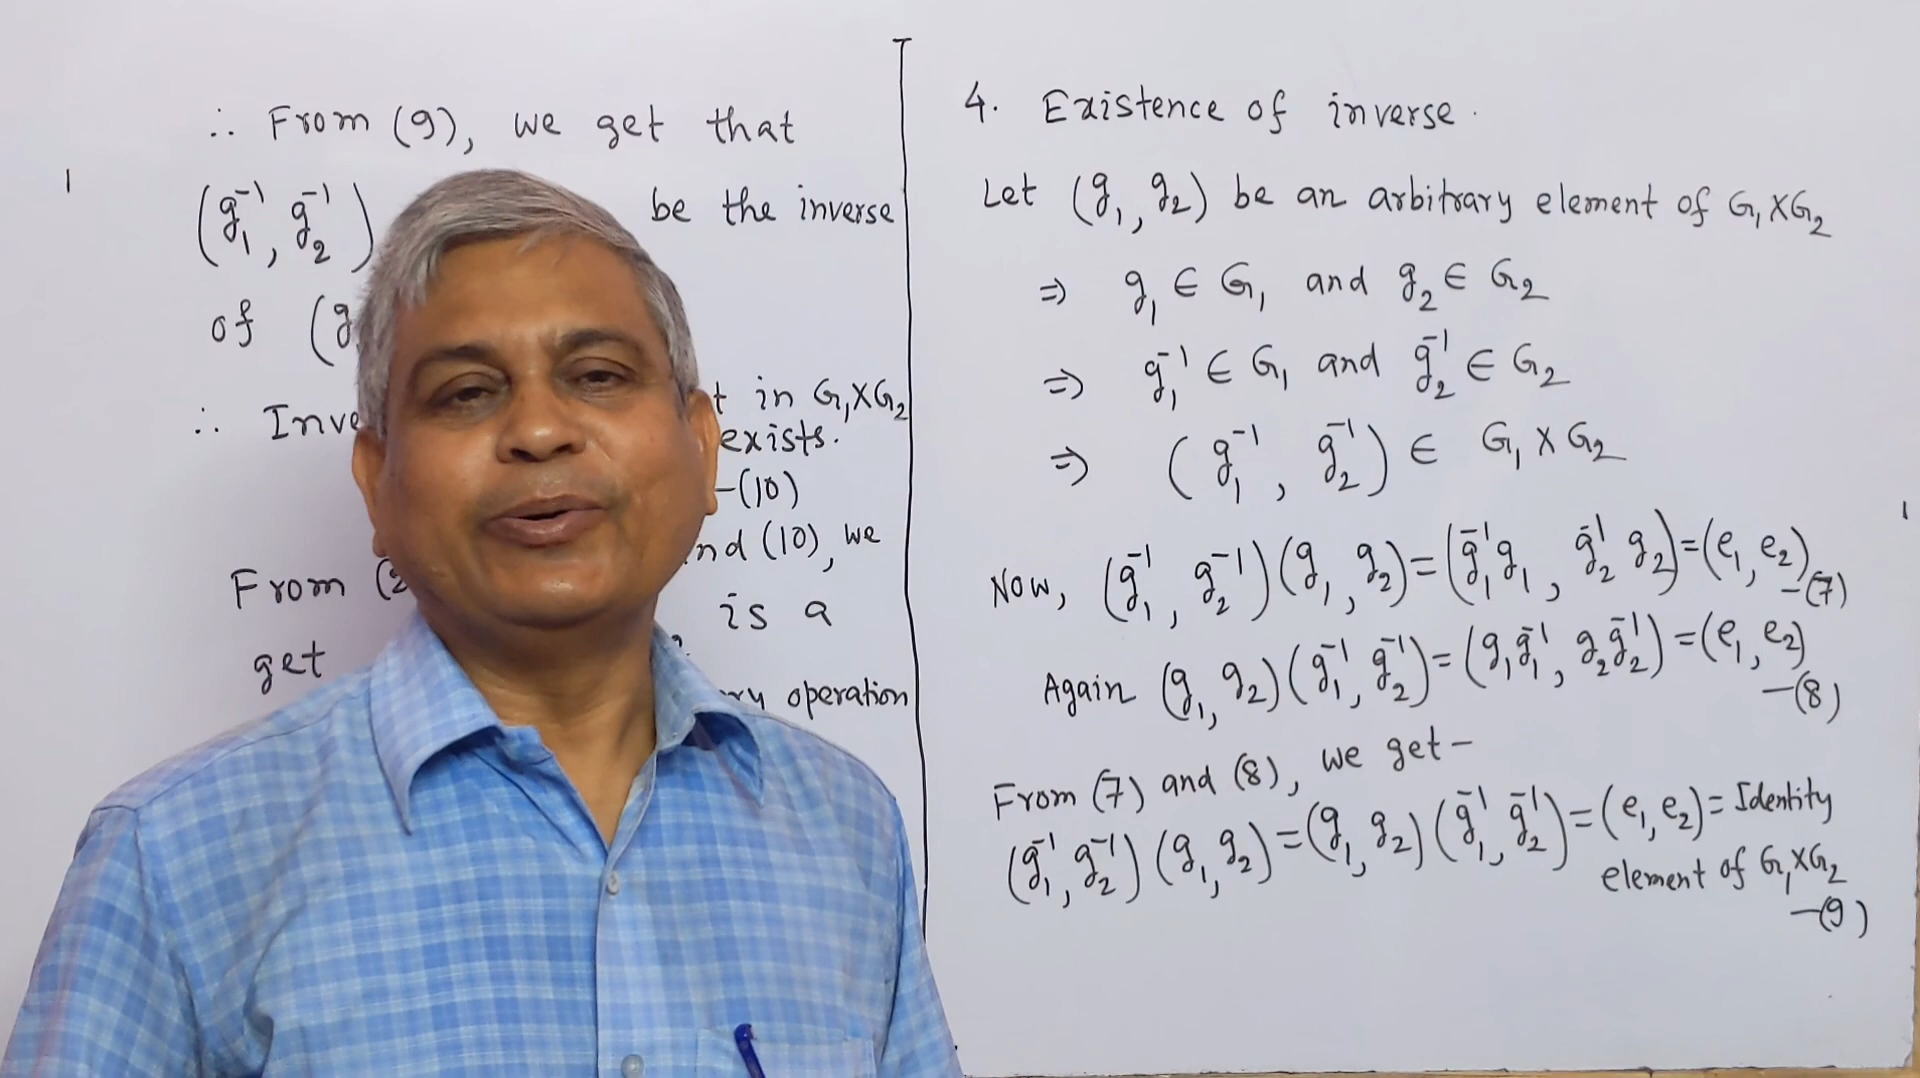 ∴ From (9), we get that
(g₁⁻¹, g₂⁻¹) be the inverse
of (g
∴ in G₁×G₂
exists.
—(10)
From (10), we
get is a
operation
4. Existence of inverse.
Let (g₁, g₂) be an arbitrary element of G₁×G₂
⇒ g₁ ∈ G₁ and g₂ ∈ G₂
⇒ g₁⁻¹ ∈ G₁ and g₂⁻¹ ∈ G₂
⇒ (g₁⁻¹, g₂⁻¹) ∈ G₁×G₂
Now, (g₁⁻¹, g₂⁻¹)(g₁, g₂)=(g₁⁻¹g₁, g₂⁻¹g₂)=(e₁, e₂) —(7)
Again (g₁, g₂)(g₁⁻¹, g₂⁻¹)=(g₁g₁⁻¹, g₂g₂⁻¹)=(e₁, e₂) —(8)
From (7) and (8), we get—
(g₁⁻¹, g₂⁻¹)(g₁, g₂)=(g₁, g₂)(g₁⁻¹, g₂⁻¹)=(e₁, e₂)= Identity
element of G₁×G₂
—(9)